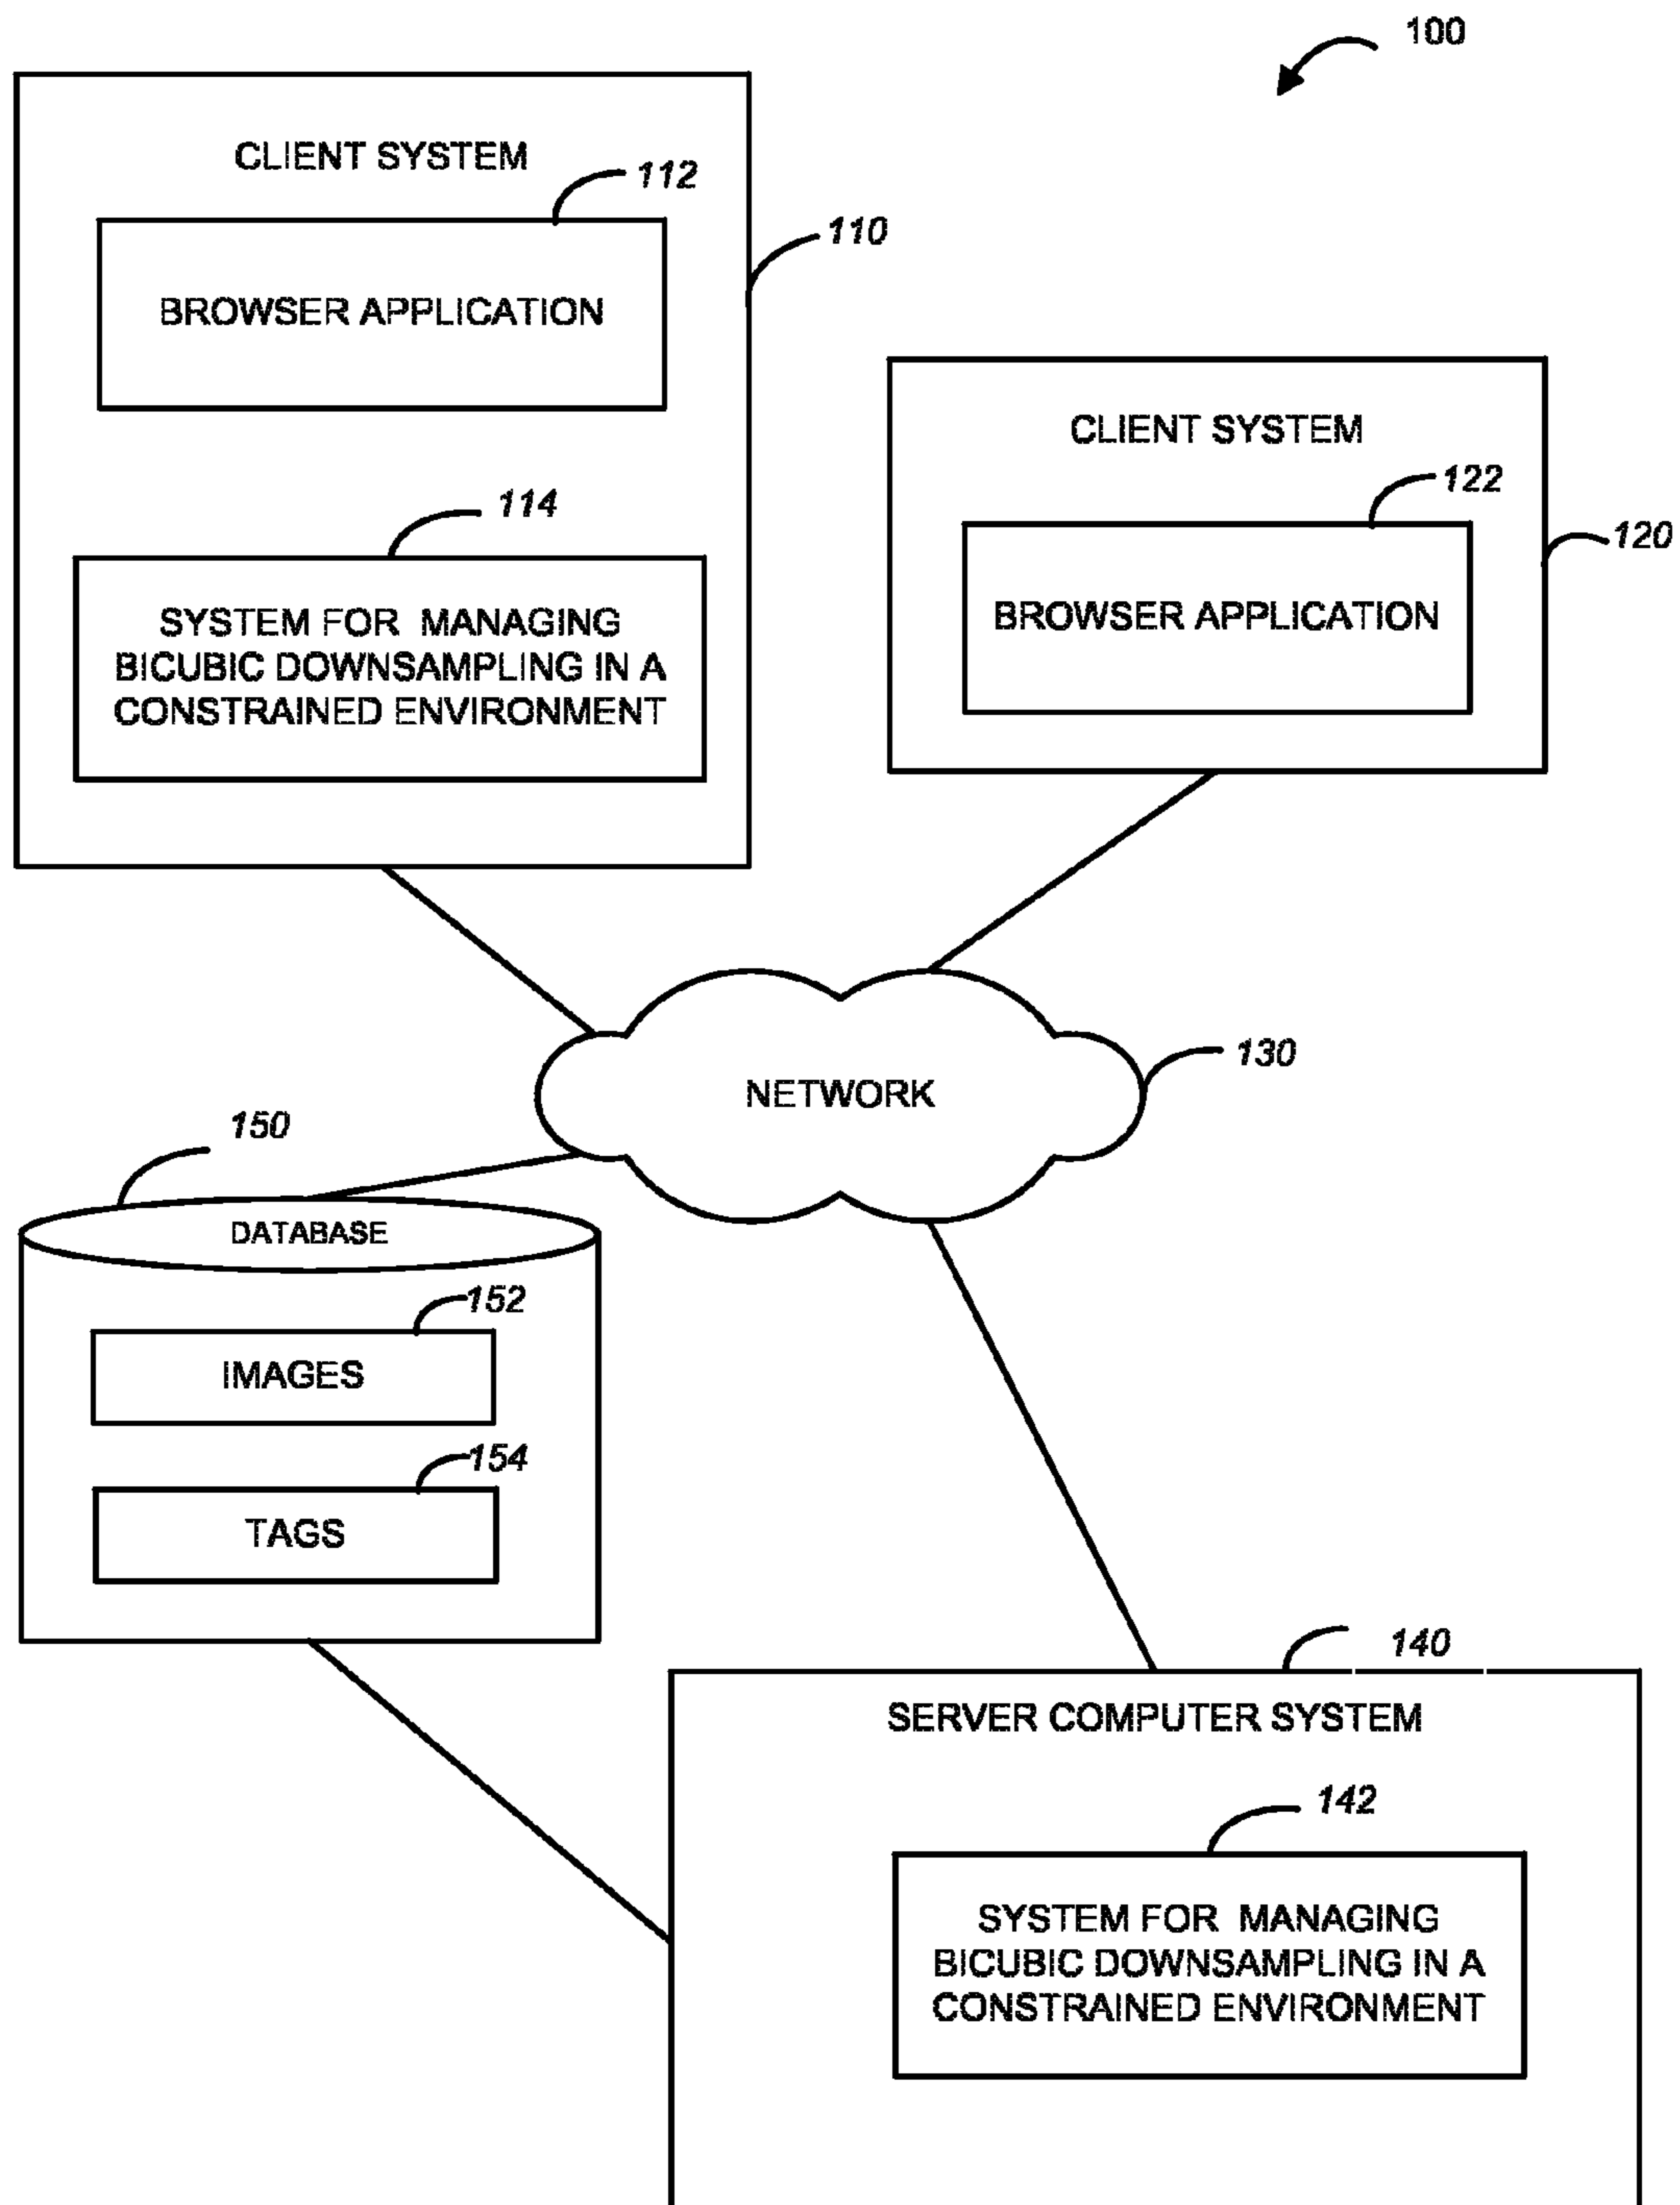 100
CLIENT SYSTEM
112
BROWSER APPLICATION
110
114
SYSTEM FOR MANAGING
BICUBIC DOWNSAMPLING IN A
CONSTRAINED ENVIRONMENT
CLIENT SYSTEM
122
BROWSER APPLICATION
120
NETWORK
130
150
DATABASE
152
IMAGES
154
TAGS
140
SERVER COMPUTER SYSTEM
142
SYSTEM FOR MANAGING
BICUBIC DOWNSAMPLING IN A
CONSTRAINED ENVIRONMENT